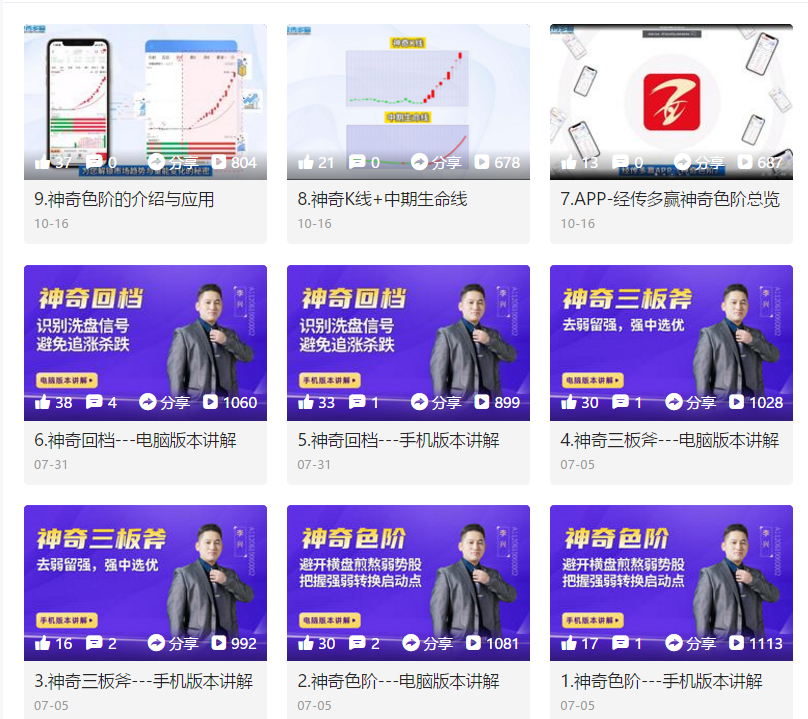 37 0 分享 804
9.神奇色阶的介绍与应用
10-16
神奇K线
中期生命线
21 0 分享 678
8.神奇K线+中期生命线
10-16
13 0 分享 687
7.APP-经传多赢神奇色阶总览
10-16
神奇回档
识别洗盘信号
避免追涨杀跌
李兴
电脑版本讲解
38 4 分享 1060
6.神奇回档---电脑版本讲解
07-31
神奇回档
识别洗盘信号
避免追涨杀跌
李兴
手机版本讲解
33 1 分享 899
5.神奇回档---手机版本讲解
07-31
神奇三板斧
去弱留强，强中选优
李兴
电脑版本讲解
30 1 分享 1028
4.神奇三板斧---电脑版本讲解
07-05
神奇三板斧
去弱留强，强中选优
李兴
手机版本讲解
16 2 分享 992
3.神奇三板斧---手机版本讲解
07-05
神奇色阶
避开横盘煎熬弱势股
把握强弱转换启动点
李兴
电脑版本讲解
30 2 分享 1081
2.神奇色阶---电脑版本讲解
07-05
神奇色阶
避开横盘煎熬弱势股
把握强弱转换启动点
李兴
手机版本讲解
17 1 分享 1113
1.神奇色阶---手机版本讲解
07-05